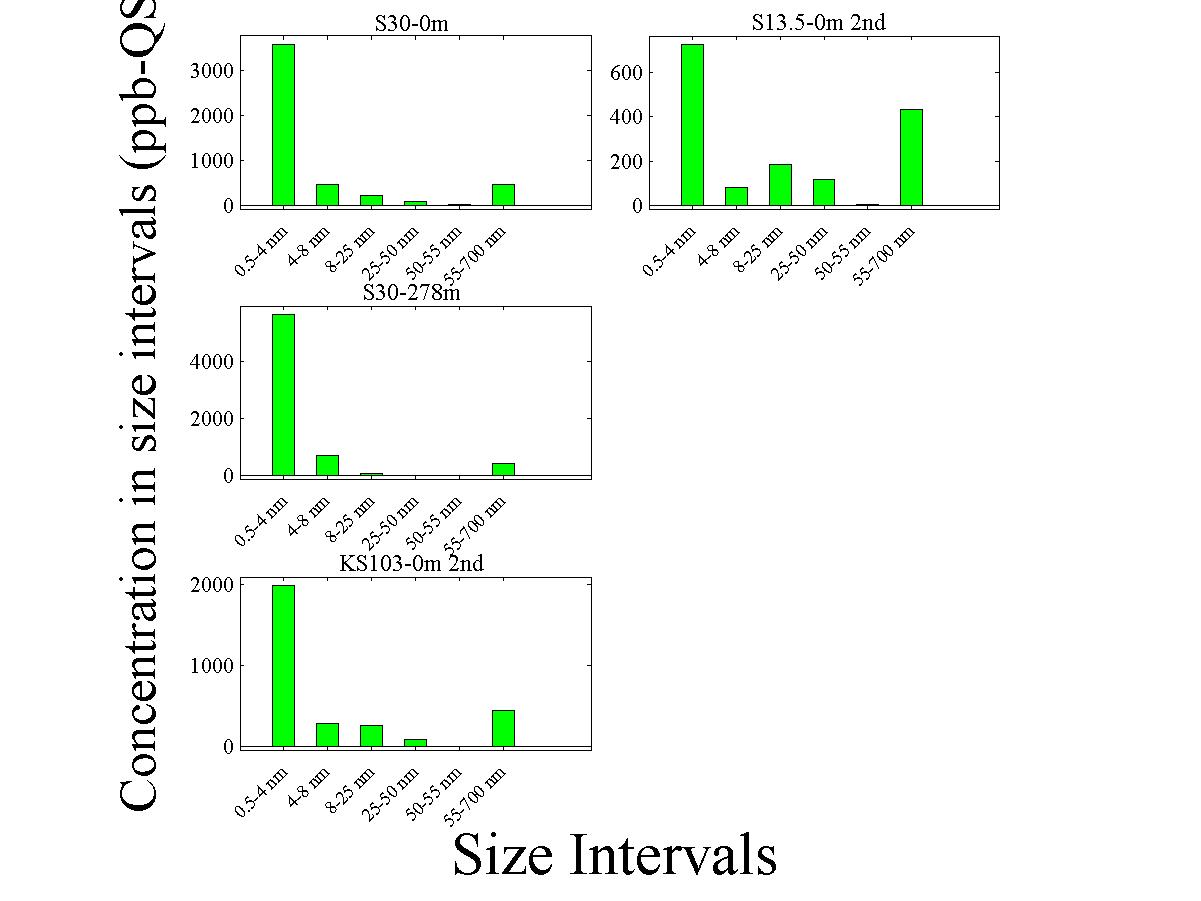 Concentration in size intervals (ppb-QS
S30-0m
3000
2000
1000
0
0.5-4 nm
4-8 nm
8-25 nm
25-50 nm
50-55 nm
55-700 nm
S13.5-0m 2nd
600
400
200
0
0.5-4 nm
4-8 nm
8-25 nm
25-50 nm
50-55 nm
55-700 nm
S30-278m
4000
2000
0
0.5-4 nm
4-8 nm
8-25 nm
25-50 nm
50-55 nm
55-700 nm
KS103-0m 2nd
2000
1000
0
0.5-4 nm
4-8 nm
8-25 nm
25-50 nm
50-55 nm
55-700 nm
Size Intervals